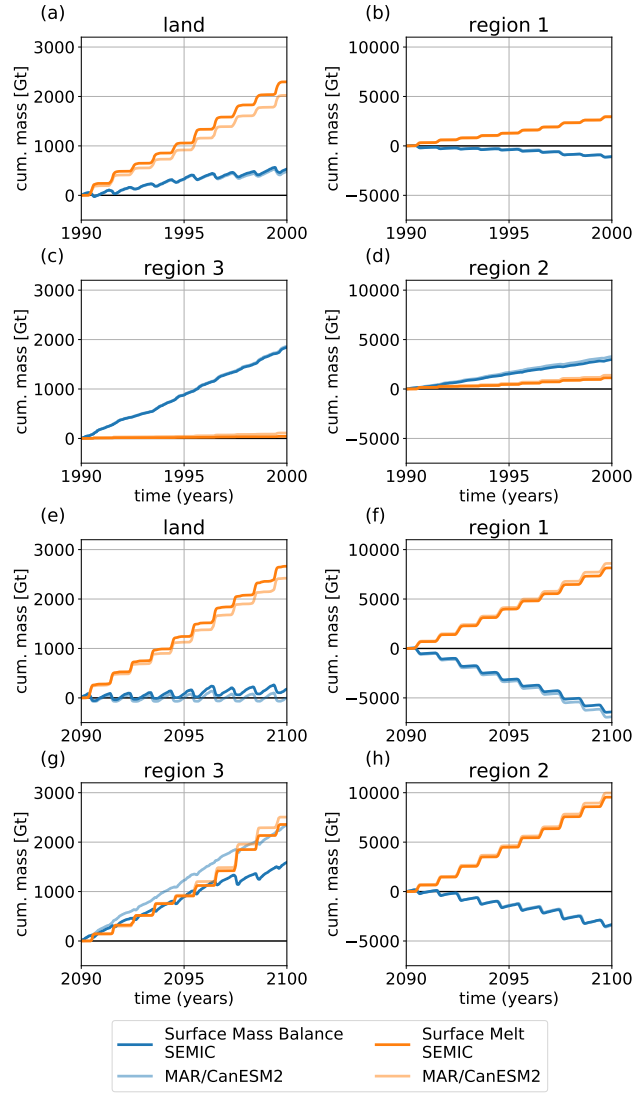 (a) land
(b) region 1
cum. mass [Gt]
3000
2000
1000
0
1990 1995 2000
cum. mass [Gt]
10000
5000
0
−5000
1990 1995 2000
(c) region 3
(d) region 2
cum. mass [Gt]
3000
2000
1000
0
1990 1995 2000
time (years)
cum. mass [Gt]
10000
5000
0
−5000
1990 1995 2000
time (years)
(e) land
(f) region 1
cum. mass [Gt]
3000
2000
1000
0
2090 2095 2100
cum. mass [Gt]
10000
5000
0
−5000
2090 2095 2100
(g) region 3
(h) region 2
cum. mass [Gt]
3000
2000
1000
0
2090 2095 2100
time (years)
cum. mass [Gt]
10000
5000
0
−5000
2090 2095 2100
time (years)
Surface Mass Balance
SEMIC
MAR/CanESM2
Surface Melt
SEMIC
MAR/CanESM2